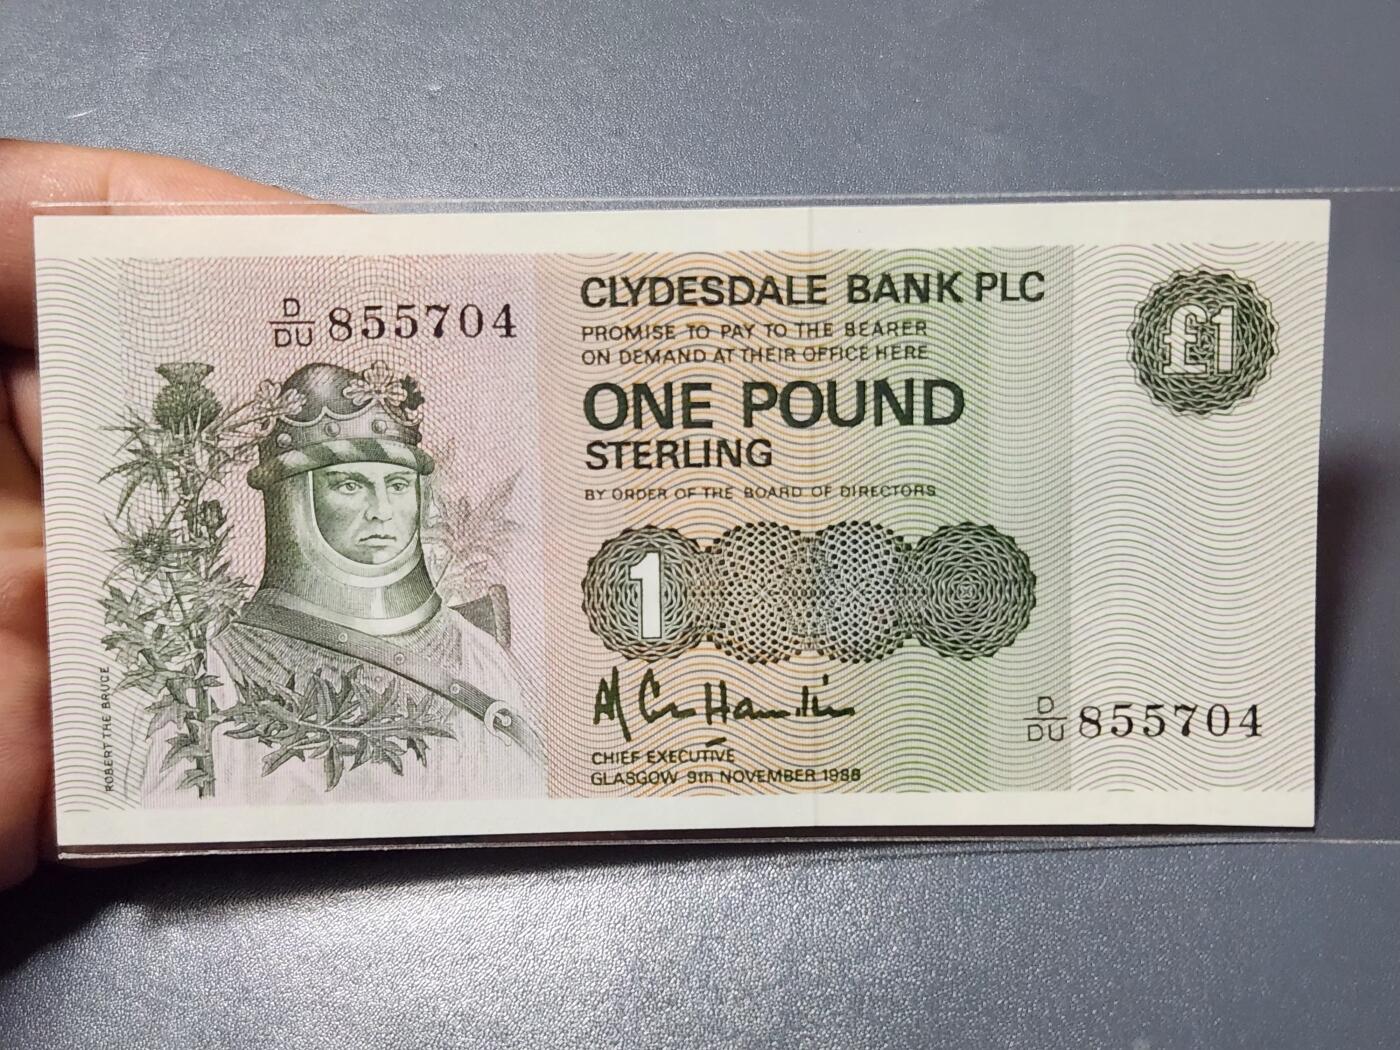 D/DU 855704
CLYDESDALE BANK PLC
PROMISE TO PAY TO THE BEARER
ON DEMAND AT THEIR OFFICE HERE
ONE POUND
STERLING
BY ORDER OF THE BOARD OF DIRECTORS
£1
1
A C R Hamilton
CHIEF EXECUTIVE
GLASGOW 9th NOVEMBER 1988
D/DU 855704
ROBERT THE BRUCE